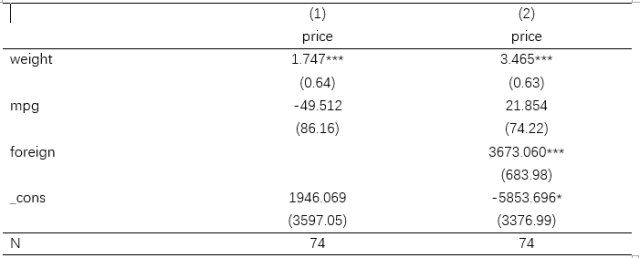 (1) (2)
price price
weight 1.747*** 3.465***
(0.64) (0.63)
mpg -49.512 21.854
(86.16) (74.22)
foreign 3673.060***
(683.98)
_cons 1946.069 -5853.696*
(3597.05) (3376.99)
N 74 74